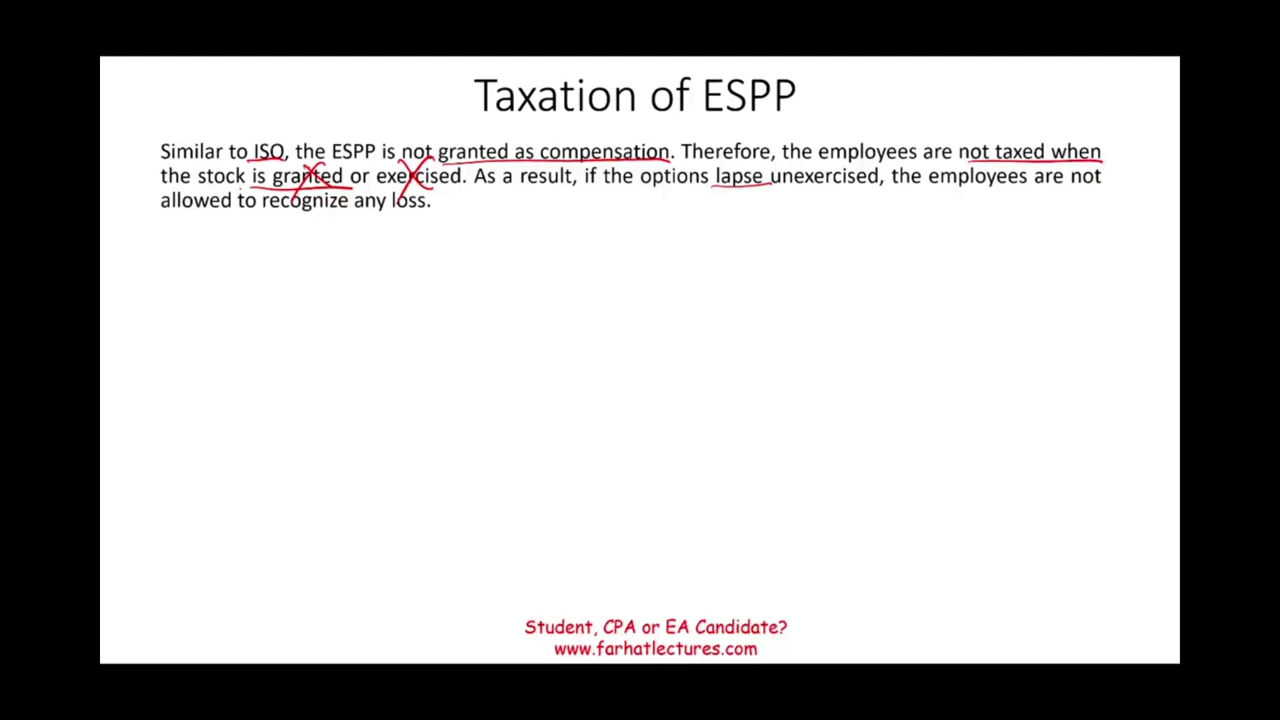 Taxation of ESPP
Similar to ISO, the ESPP is not granted as compensation. Therefore, the employees are not taxed when
the stock is granted or exercised. As a result, if the options lapse unexercised, the employees are not
allowed to recognize any loss.
Student, CPA or EA Candidate?
www.farhatlectures.com